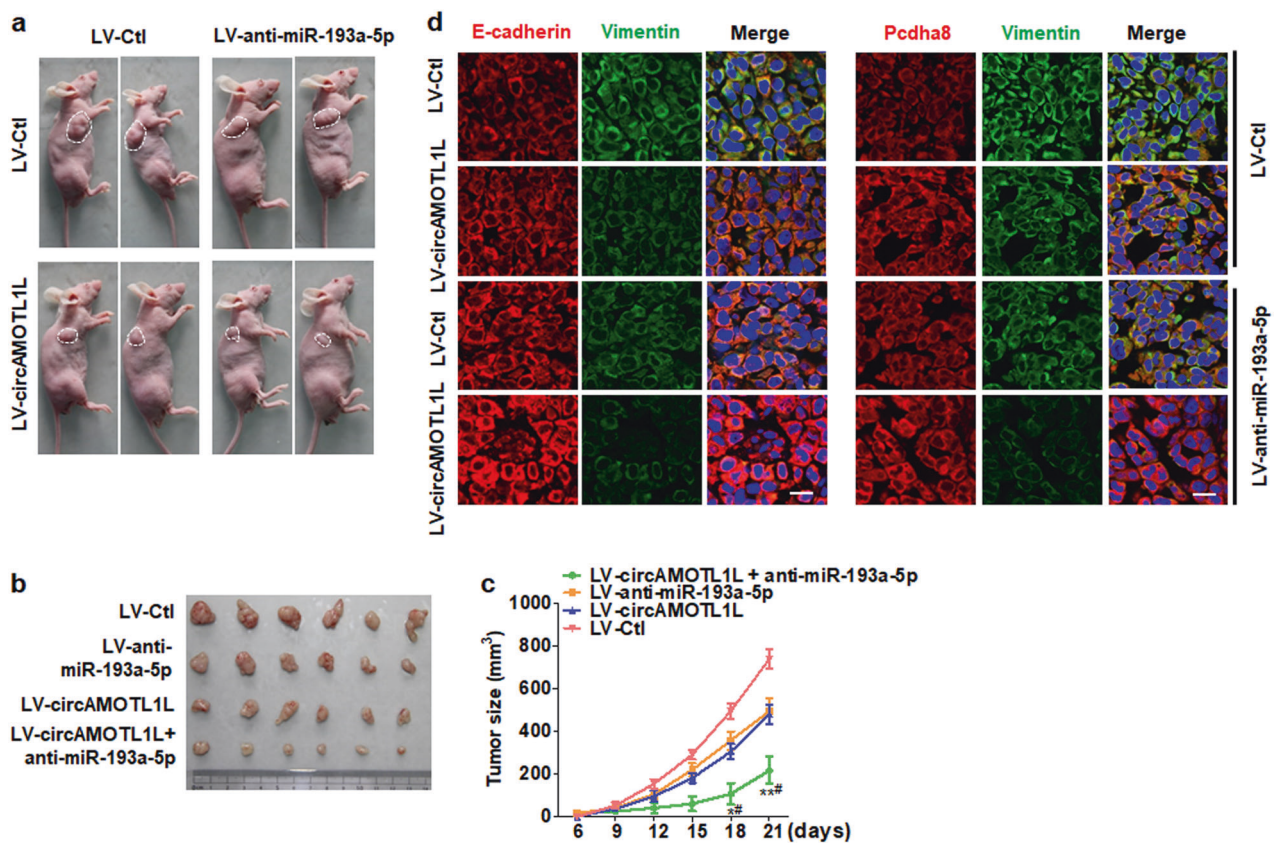 a
LV-Ctl
LV-anti-miR-193a-5p
LV-Ctl
LV-circAMOTL1L
d
E-cadherin
Vimentin
Merge
Pcdha8
Vimentin
Merge
LV-Ctl
LV-circAMOTL1L
LV-Ctl
LV-circAMOTL1L
LV-Ctl
LV-anti-miR-193a-5p
b
LV-Ctl
LV-anti-
miR-193a-5p
LV-circAMOTL1L
LV-circAMOTL1L+
anti-miR-193a-5p
c
LV-circAMOTL1L + anti-miR-193a-5p
LV-anti-miR-193a-5p
LV-circAMOTL1L
LV-Ctl
Tumor size (mm³)
1000
800
600
400
200
0
*#
**#
6 9 12 15 18 21 (days)